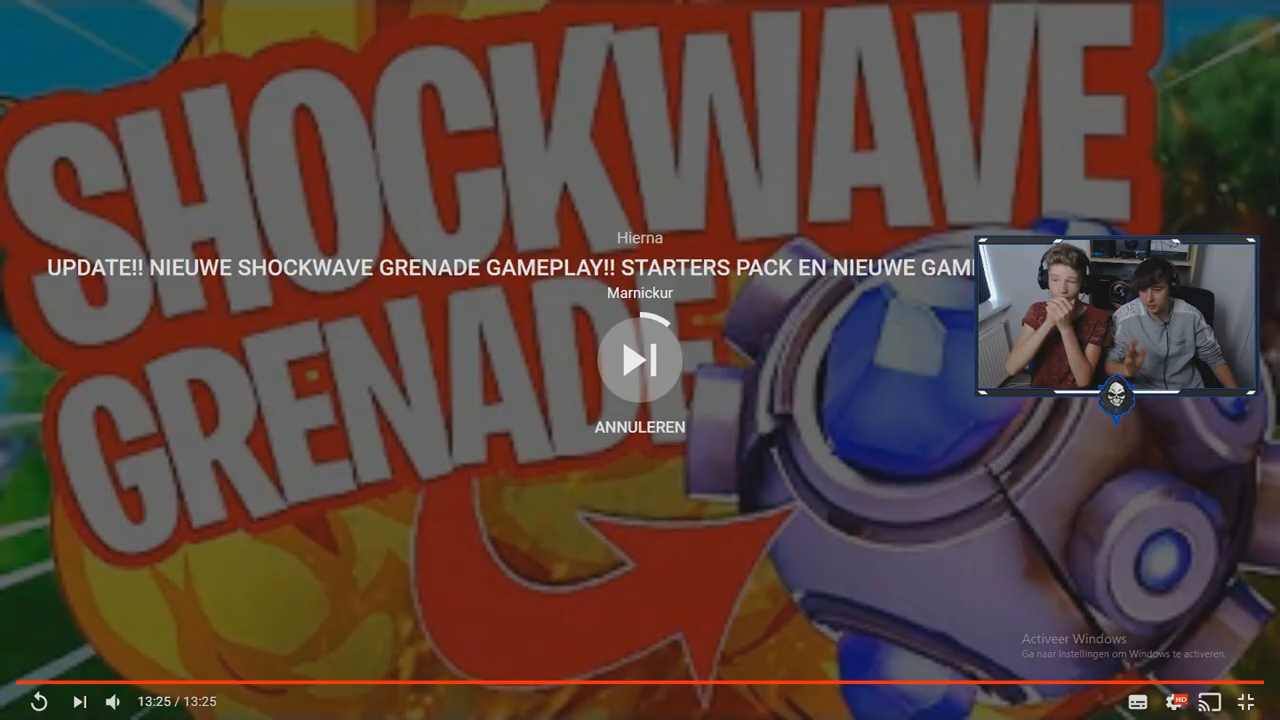 SHOCKWAVE
GRENADE
Hierna
UPDATE!! NIEUWE SHOCKWAVE GRENADE GAMEPLAY!! STARTERS PACK EN NIEUWE GAM
Marnickur
ANNULEREN
Activeer Windows
Ga naar Instellingen om Windows te activeren.
13:25 / 13:25
HD